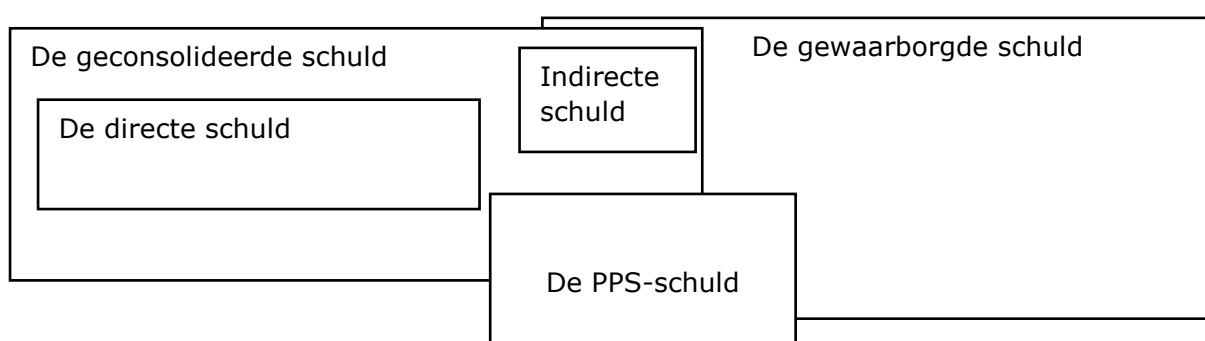 De geconsolideerde schuld
De gewaarborgde schuld
Indirecte
schuld
De directe schuld
De PPS-schuld